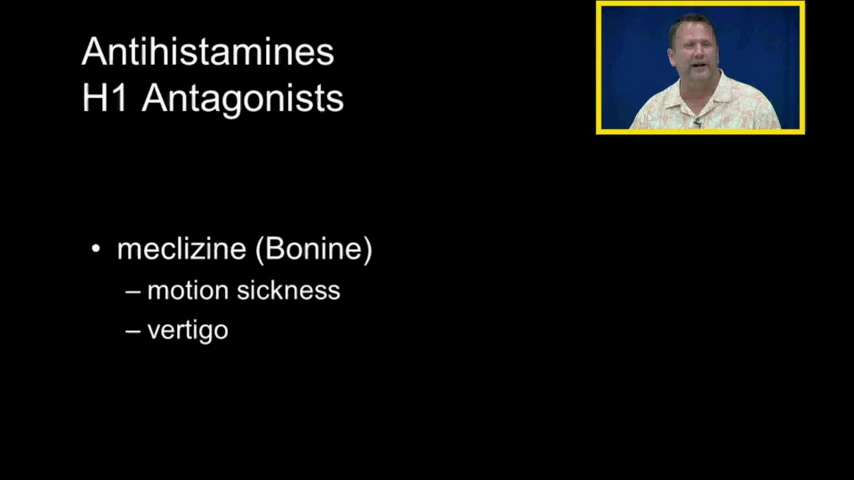 Antihistamines
H1 Antagonists
• meclizine (Bonine)
– motion sickness
– vertigo